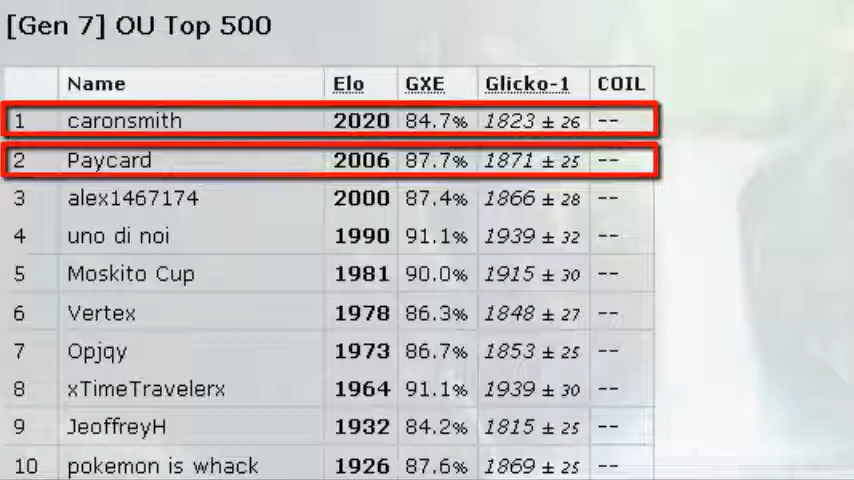 [Gen 7] OU Top 500
Name Elo GXE Glicko-1 COIL
1 caronsmith 2020 84.7% 1823 ± 26 --
2 Paycard 2006 87.7% 1871 ± 25 --
3 alex1467174 2000 87.4% 1866 ± 28 --
4 uno di noi 1990 91.1% 1939 ± 32 --
5 Moskito Cup 1981 90.0% 1915 ± 30 --
6 Vertex 1978 86.3% 1848 ± 27 --
7 Opjqy 1973 86.7% 1853 ± 25 --
8 xTimeTravelerx 1964 91.1% 1939 ± 30 --
9 JeoffreyH 1932 84.2% 1815 ± 25 --
10 pokemon is whack 1926 87.6% 1869 ± 25 --